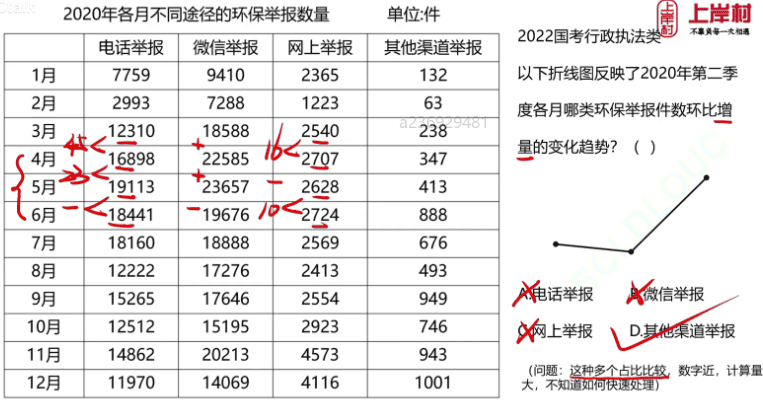 2020年各月不同途径的环保举报数量 单位:件
电话举报 微信举报 网上举报 其他渠道举报
1月 7759 9410 2365 132
2月 2993 7288 1223 63
3月 12310 18588 2540 238
4月 16898 22585 2707 347
5月 19113 23657 2628 413
6月 18441 19676 2724 888
7月 18160 18888 2569 676
8月 12222 17276 2413 493
9月 15265 17646 2554 949
10月 12512 15195 2923 746
11月 14862 20213 4573 943
12月 11970 14069 4116 1001
a236929481
45 + 16
23 + -
- - 10
上岸村
上岸村
不辜负每一次相遇
2022国考行政执法类
以下折线图反映了2020年第二季
度各月哪类环保举报件数环比增
量的变化趋势？（ ）
A.电话举报 B.微信举报
C.网上举报 D.其他渠道举报
（问题：这种多个占比比较，数字近，计算量
大，不知道如何快速处理）